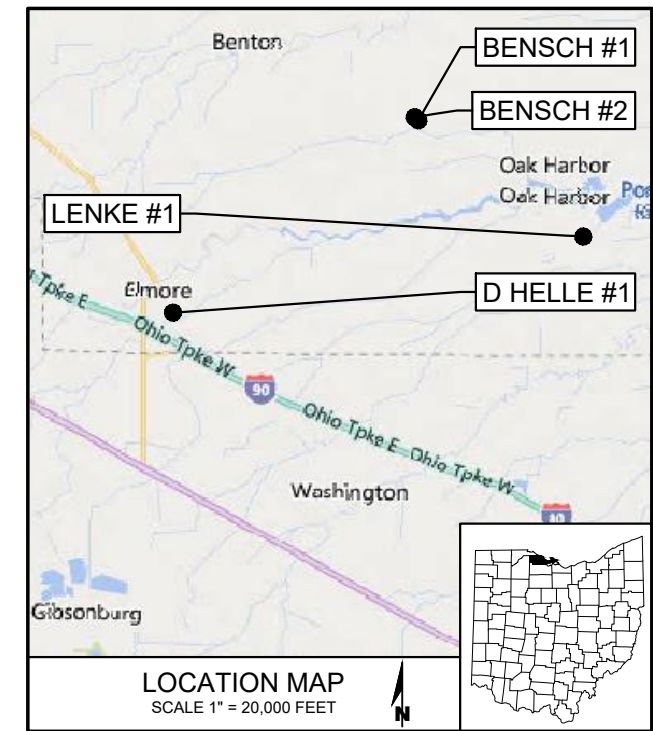 Benton
BENSCH #1
BENSCH #2
Oak Harbor
Oak Harbor
LENKE #1
Elmore
D HELLE #1
Tpke E
Ohio Tpke W
90
Ohio Tpke E
Ohio Tpke W
Washington
Gibsonburg
LOCATION MAP
SCALE 1" = 20,000 FEET
N